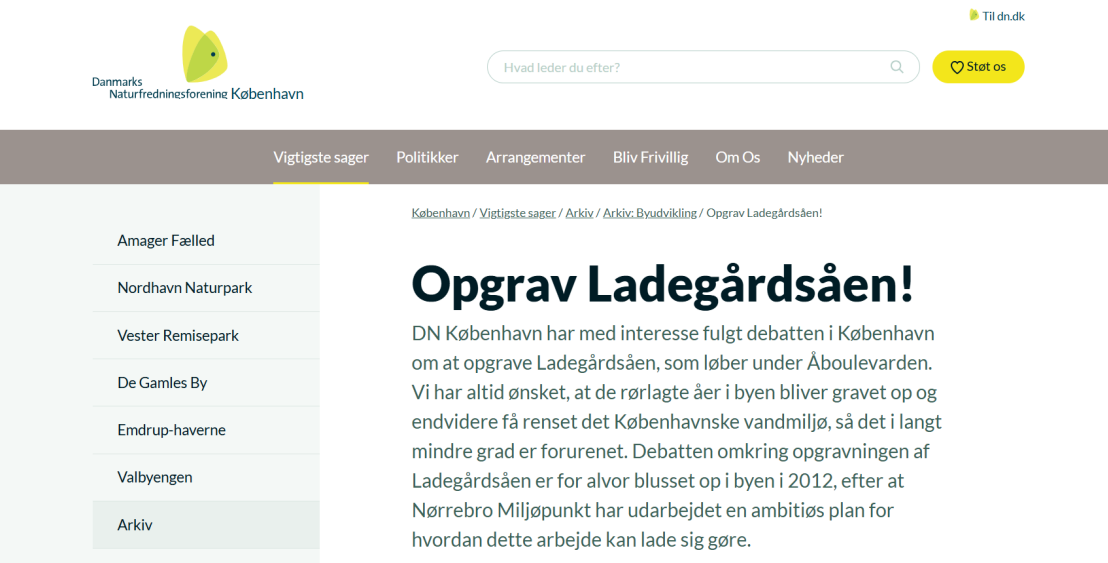 Til dn.dk
Danmarks
Naturfredningsforening København
Hvad leder du efter?
Støt os
Vigtigste sager
Politikker
Arrangementer
Bliv Frivillig
Om Os
Nyheder
Amager Fælled
Nordhavn Naturpark
Vester Remisepark
De Gamles By
Emdrup-haverne
Valbyengen
Arkiv
København / Vigtigste sager / Arkiv / Arkiv: Byudvikling / Opgrav Ladegårdsåen!
Opgrav Ladegårdsåen!
DN København har med interesse fulgt debatten i København
om at opgrave Ladegårdsåen, som løber under Åboulevarden.
Vi har altid ønsket, at de rørlagte åer i byen bliver gravet op og
endvidere få renset det Københavnske vandmiljø, så det i langt
mindre grad er forurenet. Debatten omkring opgravningen af
Ladegårdsåen er for alvor blusset op i byen i 2012, efter at
Nørrebro Miljøpunkt har udarbejdet en ambitiøs plan for
hvordan dette arbejde kan lade sig gøre.